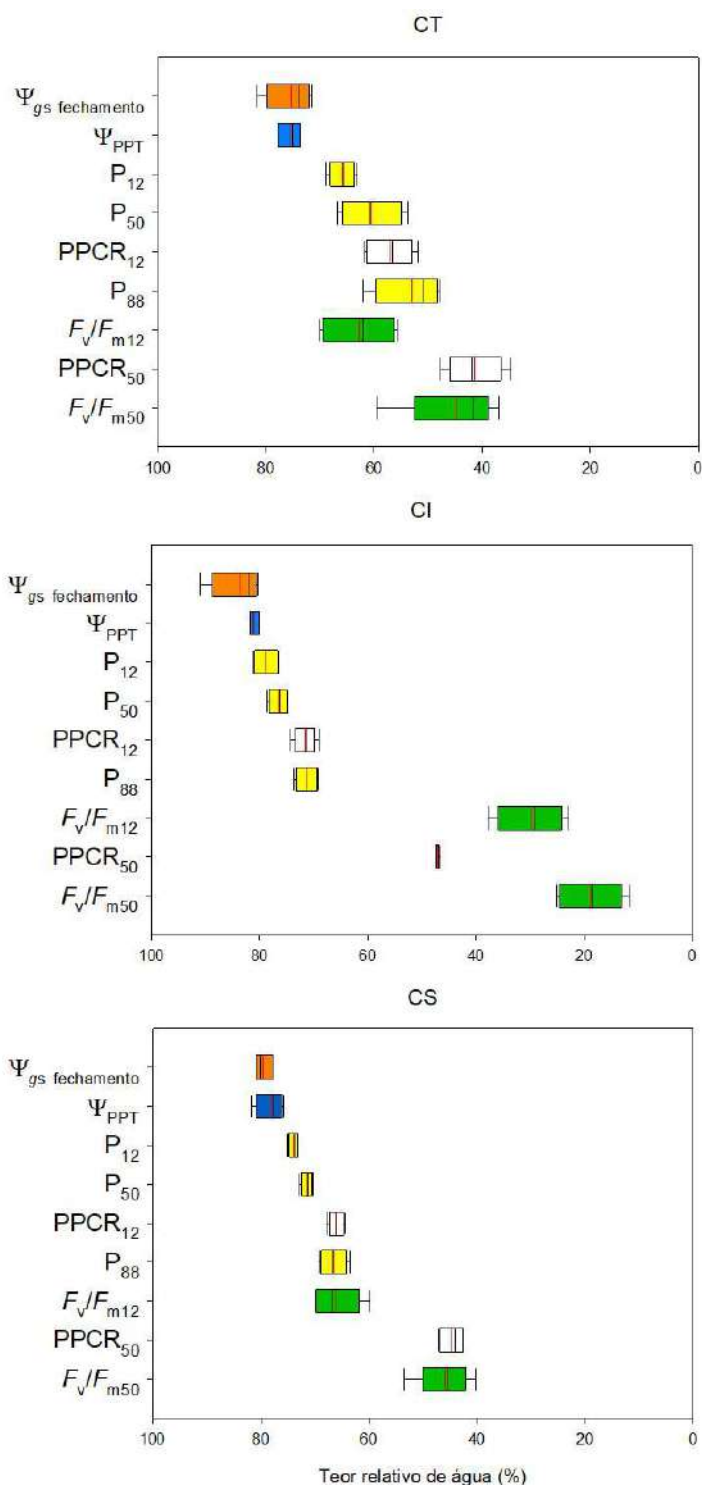 CT
Ψgs fechamento
ΨPPT
P12
P50
PPCR12
P88
Fv/Fm12
PPCR50
Fv/Fm50
100 80 60 40 20 0
CI
Ψgs fechamento
ΨPPT
P12
P50
PPCR12
P88
Fv/Fm12
PPCR50
Fv/Fm50
100 80 60 40 20 0
CS
Ψgs fechamento
ΨPPT
P12
P50
PPCR12
P88
Fv/Fm12
PPCR50
Fv/Fm50
100 80 60 40 20 0
Teor relativo de água (%)